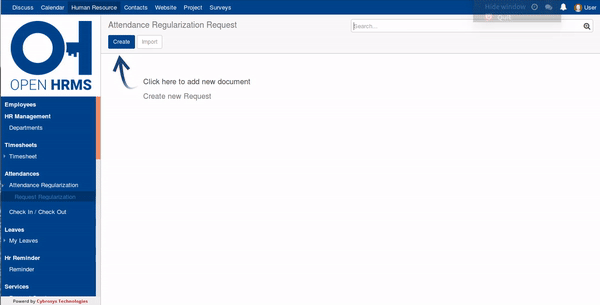 Discuss Calendar Human Resource Contacts Website Project Surveys Hide window User
Quit
Attendance Regularization Request
Search...
Create Import
OPEN HRMS
Click here to add new document
Create new Request
Employees
HR Management
Departments
Timesheets
Timesheet
Attendances
Attendance Regularization
Request Regularization
Check In / Check Out
Leaves
My Leaves
Hr Reminder
Reminder
Services
Powered by Cybrosys Technologies